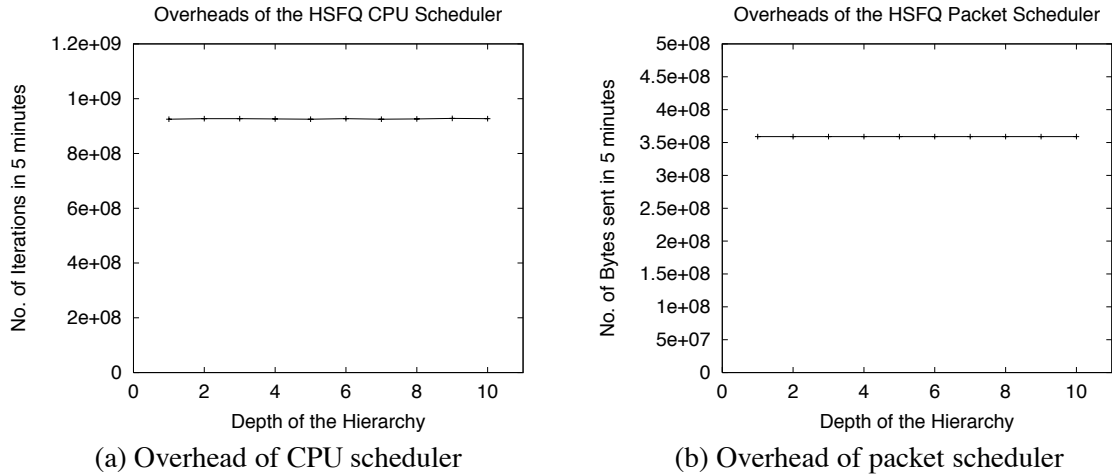 Overheads of the HSFQ CPU Scheduler
No. of Iterations in 5 minutes
1.2e+09
1e+09
8e+08
6e+08
4e+08
2e+08
0
0 2 4 6 8 10
Depth of the Hierarchy
(a) Overhead of CPU scheduler
Overheads of the HSFQ Packet Scheduler
No. of Bytes sent in 5 minutes
5e+08
4e+08
4e+08
3.5e+08
3e+08
2.5e+08
2e+08
1.5e+08
1e+08
5e+07
0
0 2 4 6 8 10
Depth of the Hierarchy
(b) Overhead of packet scheduler